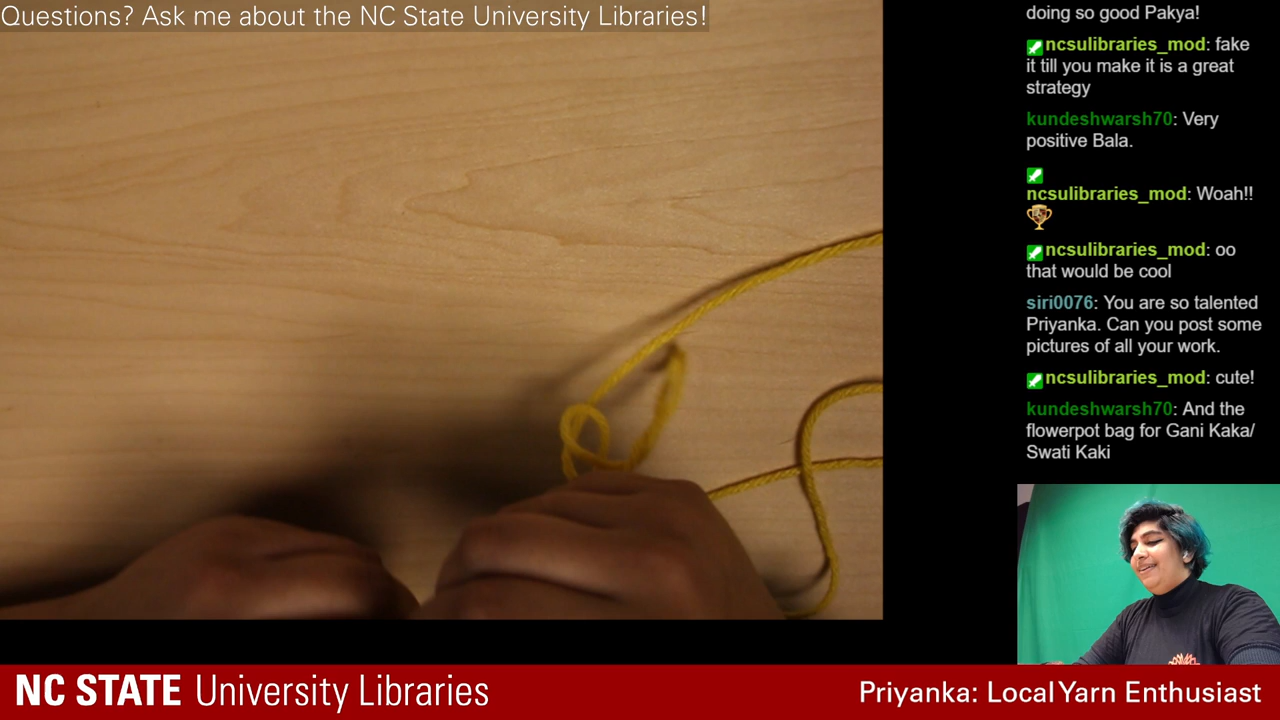 Questions? Ask me about the NC State University Libraries!
doing so good Pakya!
ncsulibraries_mod: fake
it till you make it is a great
strategy
kundeshwarsh70: Very
positive Bala.
ncsulibraries_mod: Woah!!
ncsulibraries_mod: oo
that would be cool
siri0076: You are so talented
Priyanka. Can you post some
pictures of all your work.
ncsulibraries_mod: cute!
kundeshwarsh70: And the
flowerpot bag for Gani Kaka/
Swati Kaki
NC STATE University Libraries
Priyanka: Local Yarn Enthusiast